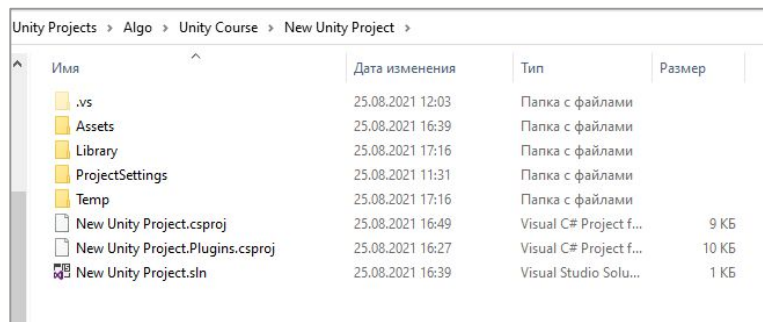 Unity Projects > Algo > Unity Course > New Unity Project >
Имя Дата изменения Тип Размер
.vs 25.08.2021 12:03 Папка с файлами
Assets 25.08.2021 16:39 Папка с файлами
Library 25.08.2021 17:16 Папка с файлами
ProjectSettings 25.08.2021 11:31 Папка с файлами
Temp 25.08.2021 17:16 Папка с файлами
New Unity Project.csproj 25.08.2021 16:49 Visual C# Project f... 9 КБ
New Unity Project.Plugins.csproj 25.08.2021 16:27 Visual C# Project f... 10 КБ
New Unity Project.sln 25.08.2021 16:39 Visual Studio Solu... 1 КБ